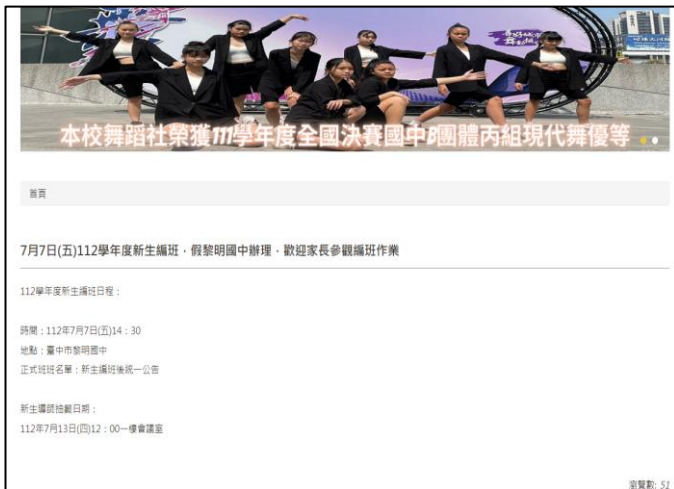 本校舞蹈社榮獲111學年度全國決賽國中B團體丙組現代舞優等
首頁
7月7日(五)112學年度新生編班，假黎明國中辦理，歡迎家長參觀編班作業
112學年度新生編班日程：
時間：112年7月7日(五)14：30
地點：臺中市黎明國中
正式班班名單：新生編班後統一公告
新生導師抽籤日期：
112年7月13日(四)12：00一樓會議室
瀏覽數: 51